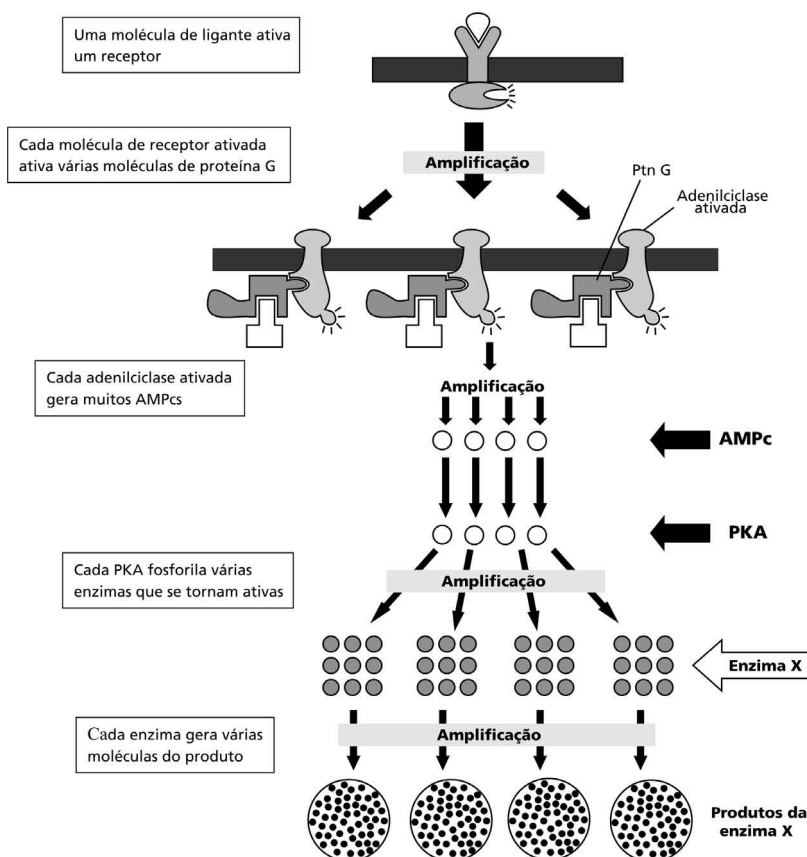 Uma molécula de ligante ativa
um receptor
Cada molécula de receptor ativada
ativa várias moléculas de proteína G
Amplificação
Ptn G
Adenilciclase
ativada
Cada adenilciclase ativada
gera muitos AMPcs
Amplificação
AMPc
PKA
Cada PKA fosforila várias
enzimas que se tornam ativas
Amplificação
Enzima X
Cada enzima gera várias
moléculas do produto
Amplificação
Produtos da
enzima X